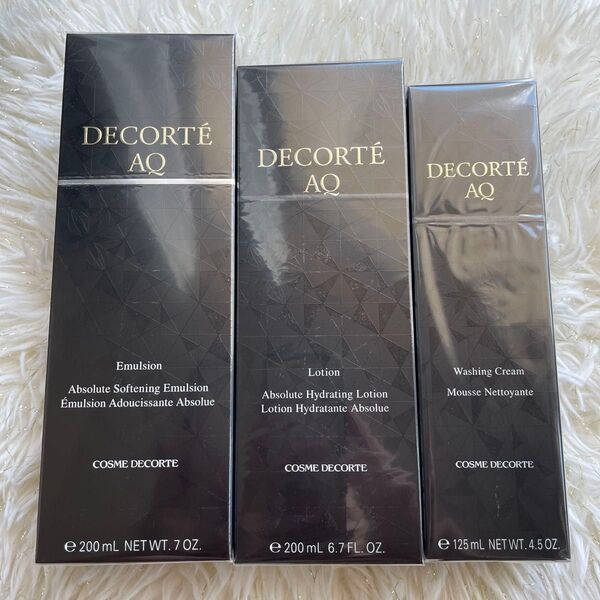 DECORTÉ
AQ
Emulsion
Absolute Softening Emulsion
Émulsion Adoucissante Absolue
COSME DECORTE
℮ 200 mL NET WT. 7 OZ.
DECORTÉ
AQ
Lotion
Absolute Hydrating Lotion
Lotion Hydratante Absolue
COSME DECORTE
℮ 200 mL 6.7 FL. OZ.
DECORTÉ
AQ
Washing Cream
Mousse Nettoyante
COSME DECORTE
℮ 125 mL NET WT. 4.5 OZ.